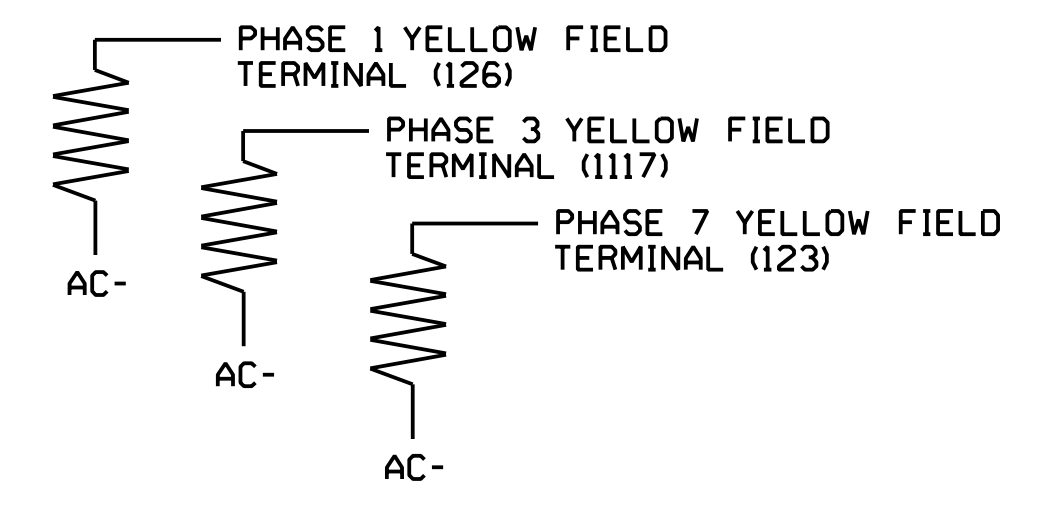 PHASE 1 YELLOW FIELD
TERMINAL (126)
PHASE 3 YELLOW FIELD
TERMINAL (1117)
PHASE 7 YELLOW FIELD
TERMINAL (123)
AC-
AC-
AC-